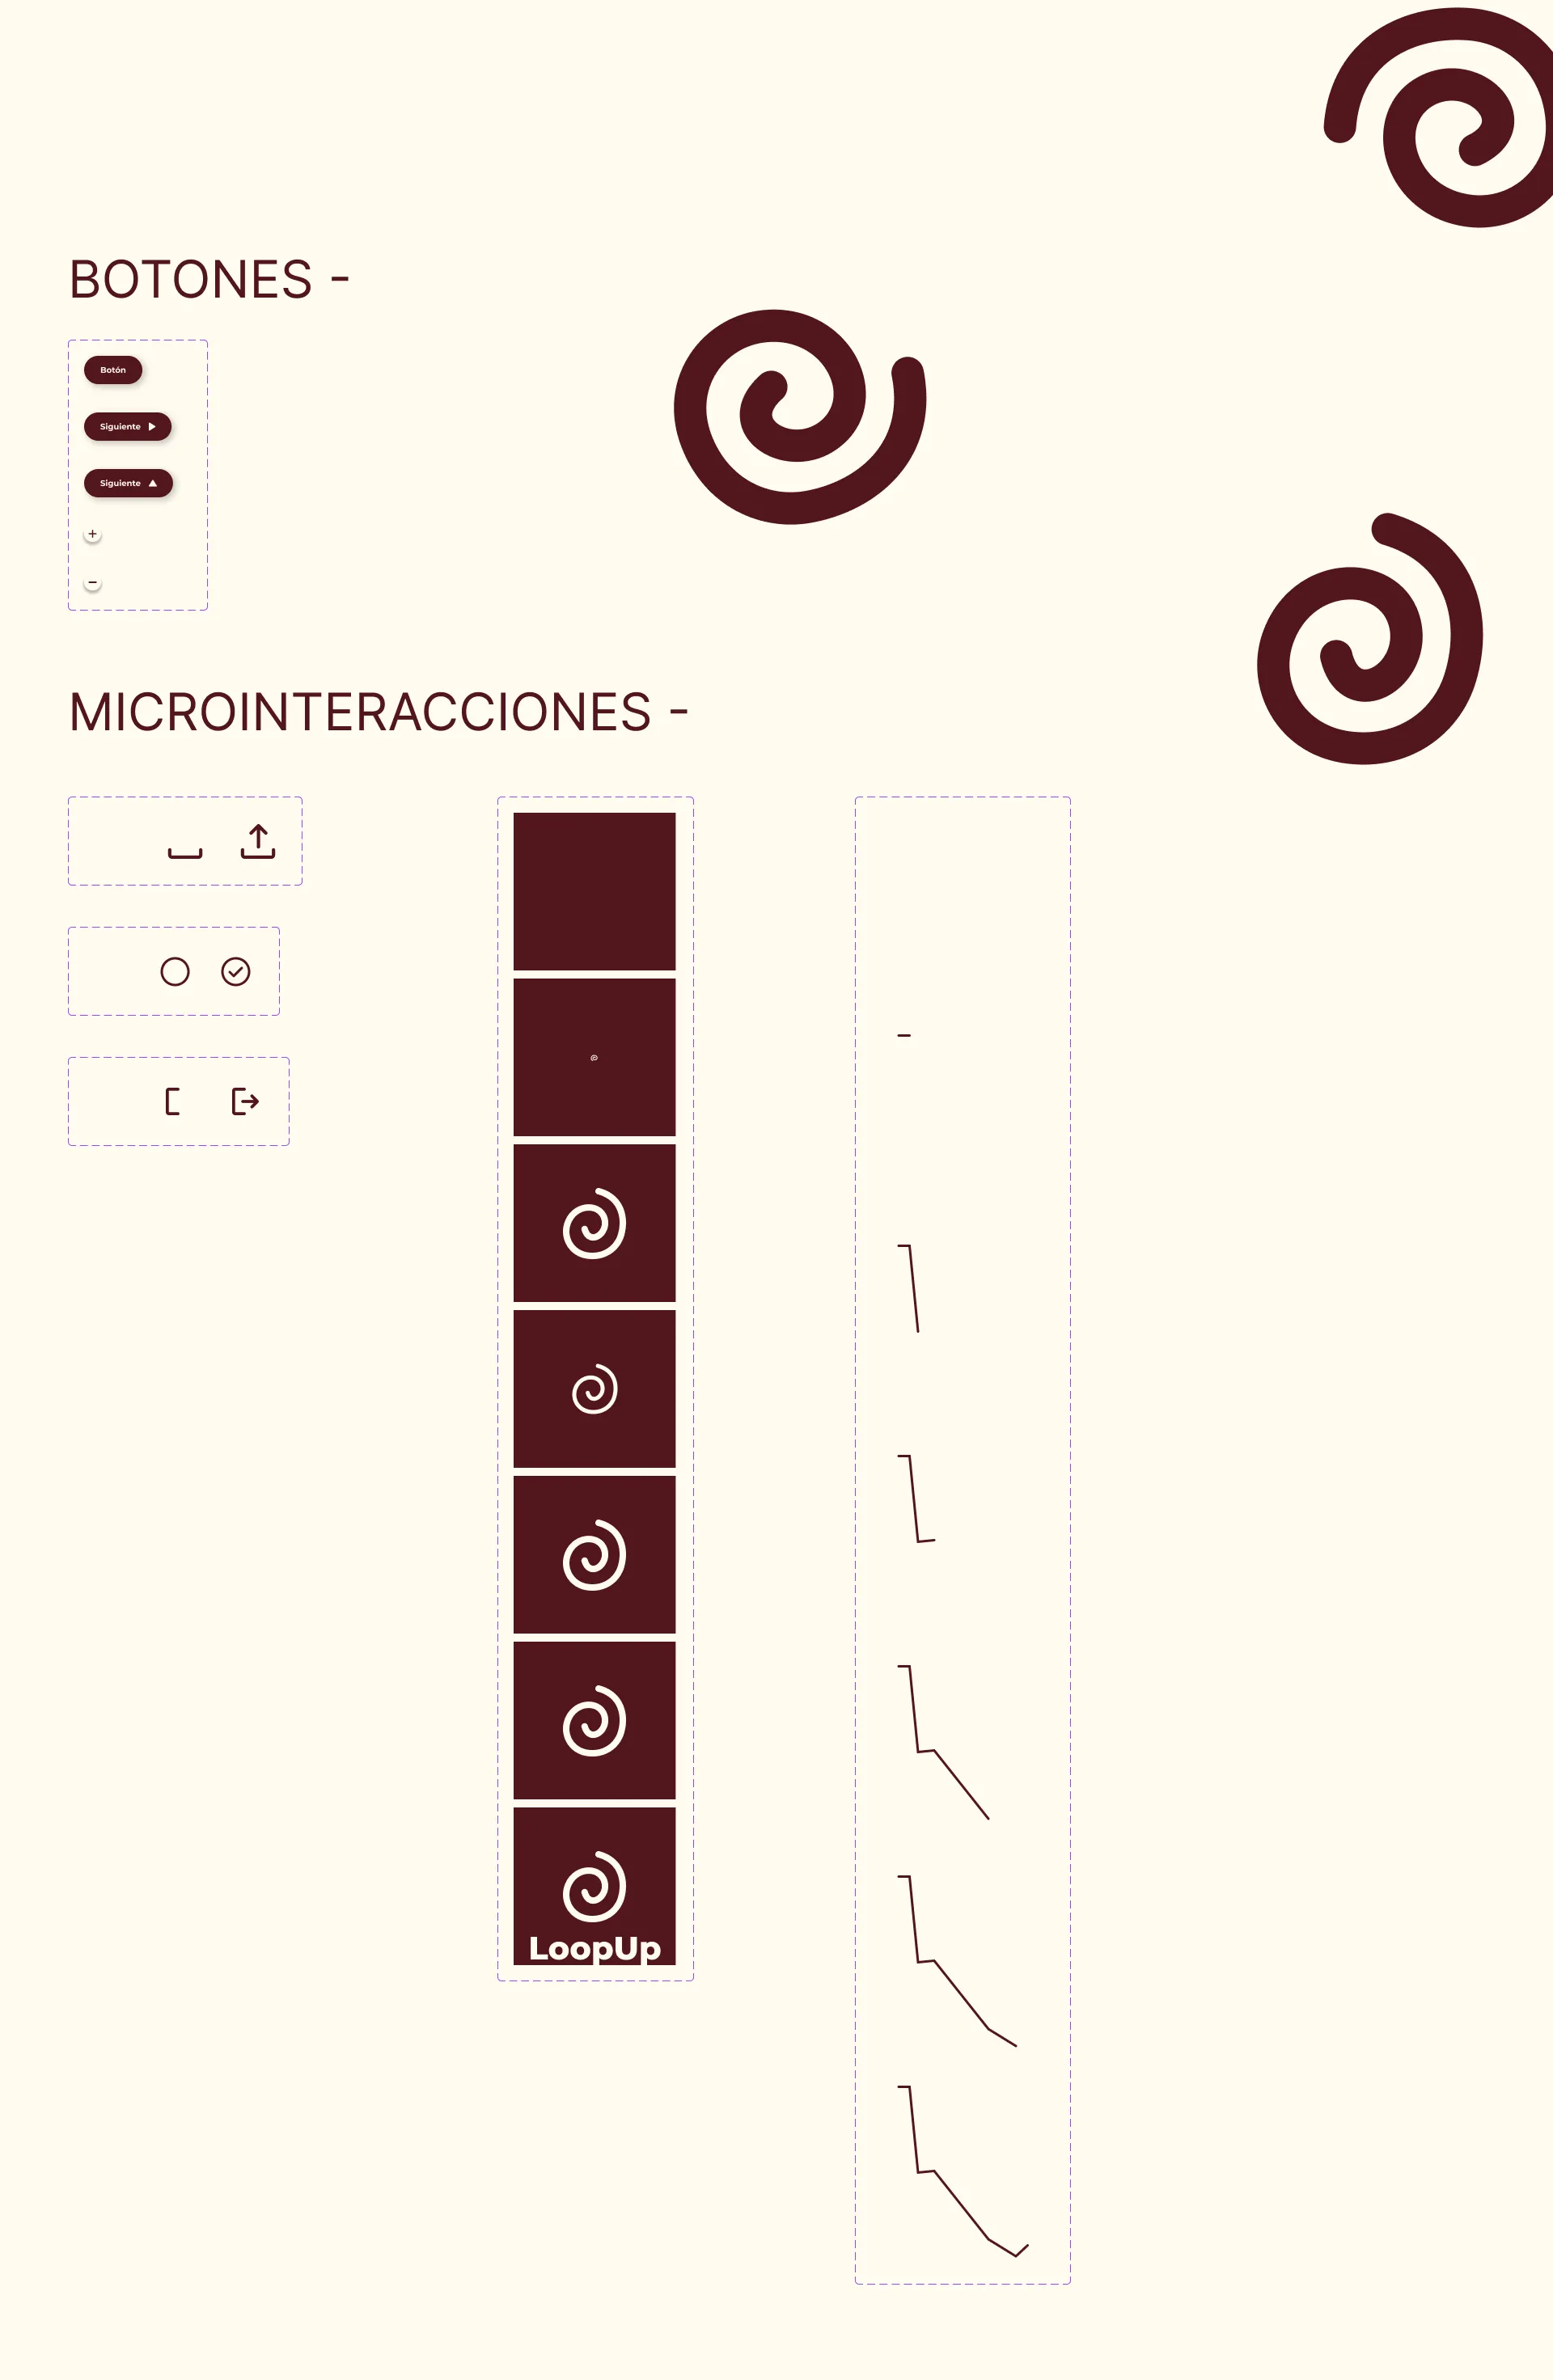 BOTONES -
Botón
Siguiente
Siguiente
MICROINTERACCIONES -
LoopUp